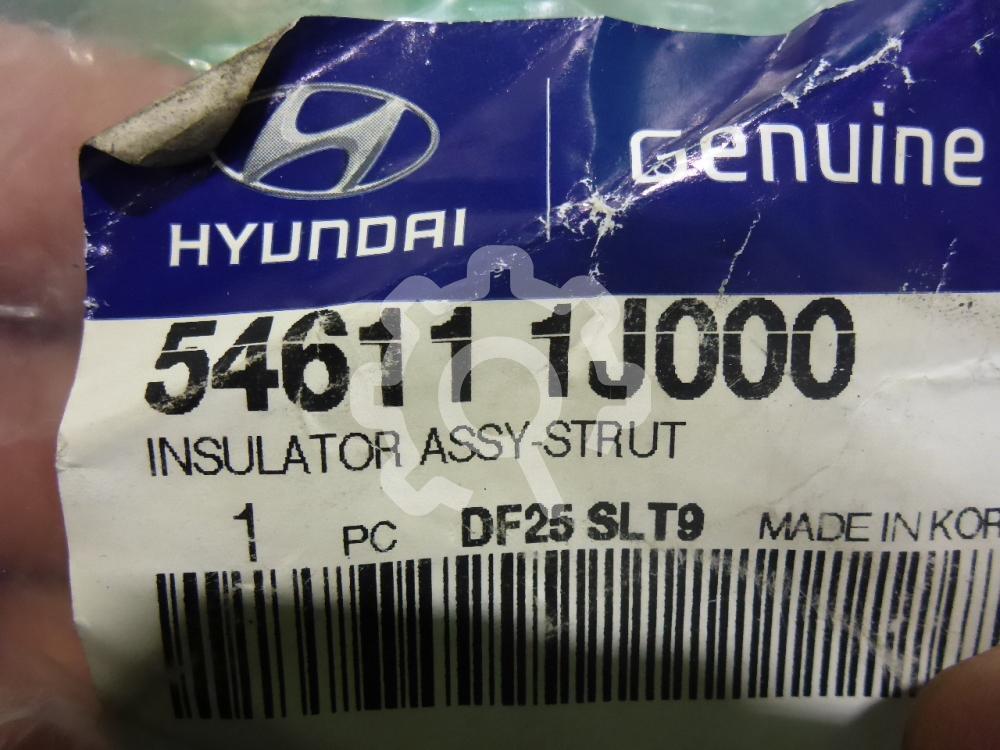 HYUNDAI
Genuine
54611 1J000
INSULATOR ASSY-STRUT
1 PC DF25 SLT9 MADE IN KOR